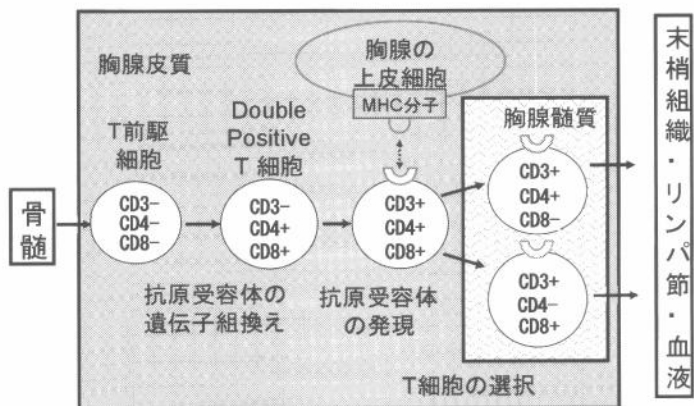 胸腺皮質
胸腺の
上皮細胞
MHC分子
T前駆
細胞
Double
Positive
T 細胞
胸腺髄質
骨髄
CD3−
CD4−
CD8−
CD3−
CD4+
CD8+
CD3+
CD4+
CD8+
CD3+
CD4+
CD8−
CD3+
CD4−
CD8+
抗原受容体の
遺伝子組換え
抗原受容体
の発現
T細胞の選択
末梢組織・リンパ節・血液